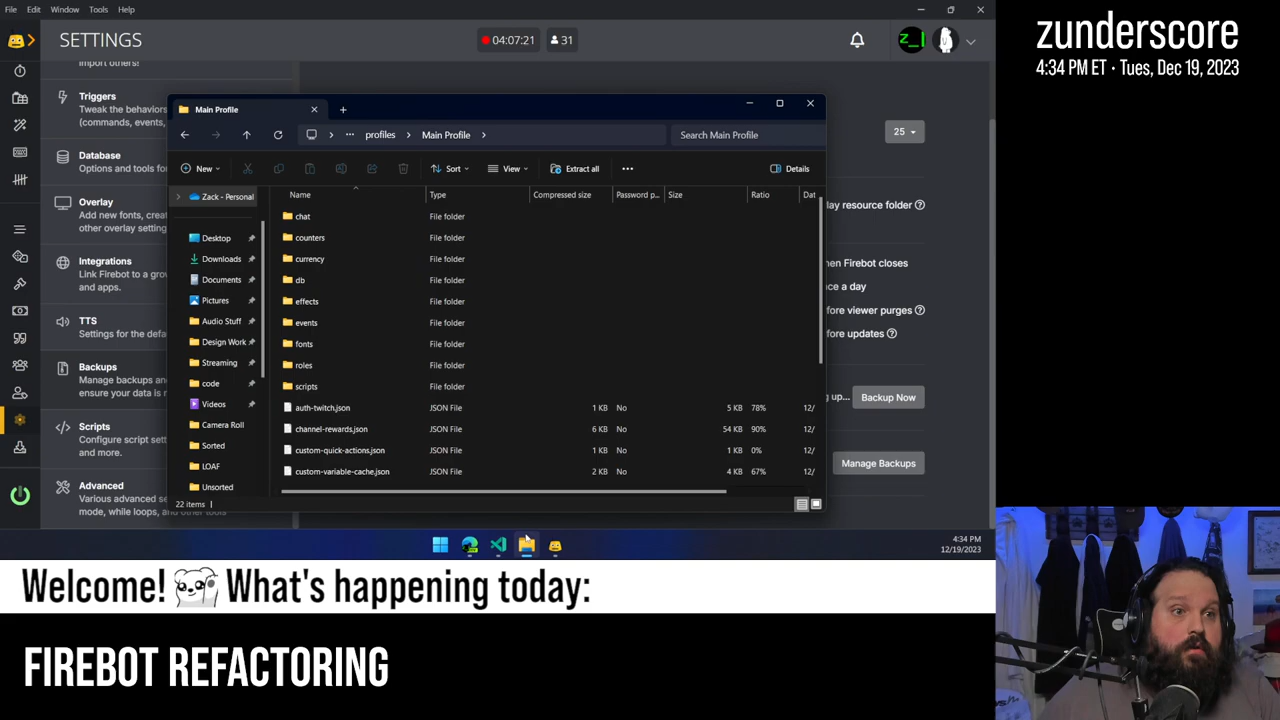 File Edit Window Tools Help
SETTINGS
04:07:21
31
z_|
zunderscore
4:34 PM ET · Tues, Dec 19, 2023
import others!
Triggers
Tweak the behaviors
(commands, events,
Database
Options and tools fo
Overlay
Add new fonts, crea
other overlay setting
Integrations
Link Firebot to a gro
and apps.
TTS
Settings for the defa
Backups
Manage backups an
ensure your data is
Scripts
Configure script set
and more.
Advanced
Various advanced se
mode, while loops, and other tools
Main Profile
profiles > Main Profile >
Search Main Profile
New
Sort
View
Extract all
Details
Name Type Compressed size Password p... Size Ratio Dat
Zack - Personal
Desktop
Downloads
Documents
Pictures
Audio Stuff
Design Work
Streaming
code
Videos
Camera Roll
Sorted
LOAF
Unsorted
chat File folder
counters File folder
currency File folder
db File folder
effects File folder
events File folder
fonts File folder
roles File folder
scripts File folder
auth-twitch.json JSON File 1 KB No 5 KB 78% 12/
channel-rewards.json JSON File 6 KB No 54 KB 90% 12/
custom-quick-actions.json JSON File 1 KB No 1 KB 0% 12/
custom-variable-cache.json JSON File 2 KB No 4 KB 67% 12/
22 items
25
lay resource folder
hen Firebot closes
ce a day
fore viewer purges
fore updates
g up...
Backup Now
Manage Backups
4:34 PM
12/19/2023
Welcome! What's happening today:
FIREBOT REFACTORING